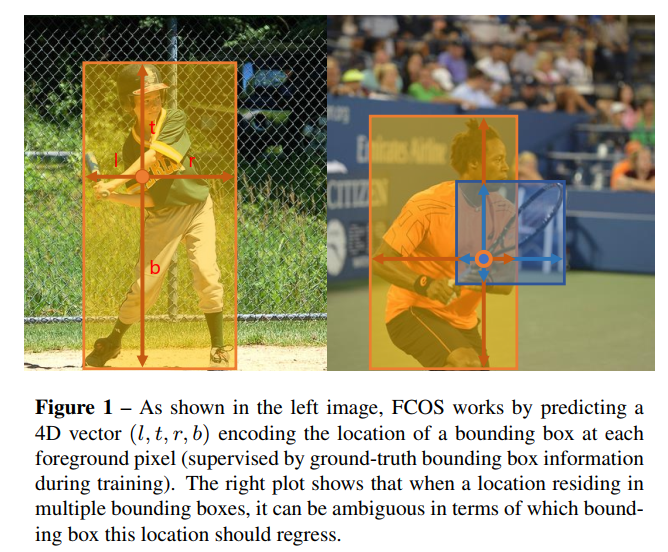 t
l
r
b
Emirates Airline
CITIZEN
Figure 1 – As shown in the left image, FCOS works by predicting a
4D vector (l, t, r, b) encoding the location of a bounding box at each
foreground pixel (supervised by ground-truth bounding box information
during training). The right plot shows that when a location residing in
multiple bounding boxes, it can be ambiguous in terms of which bound-
ing box this location should regress.